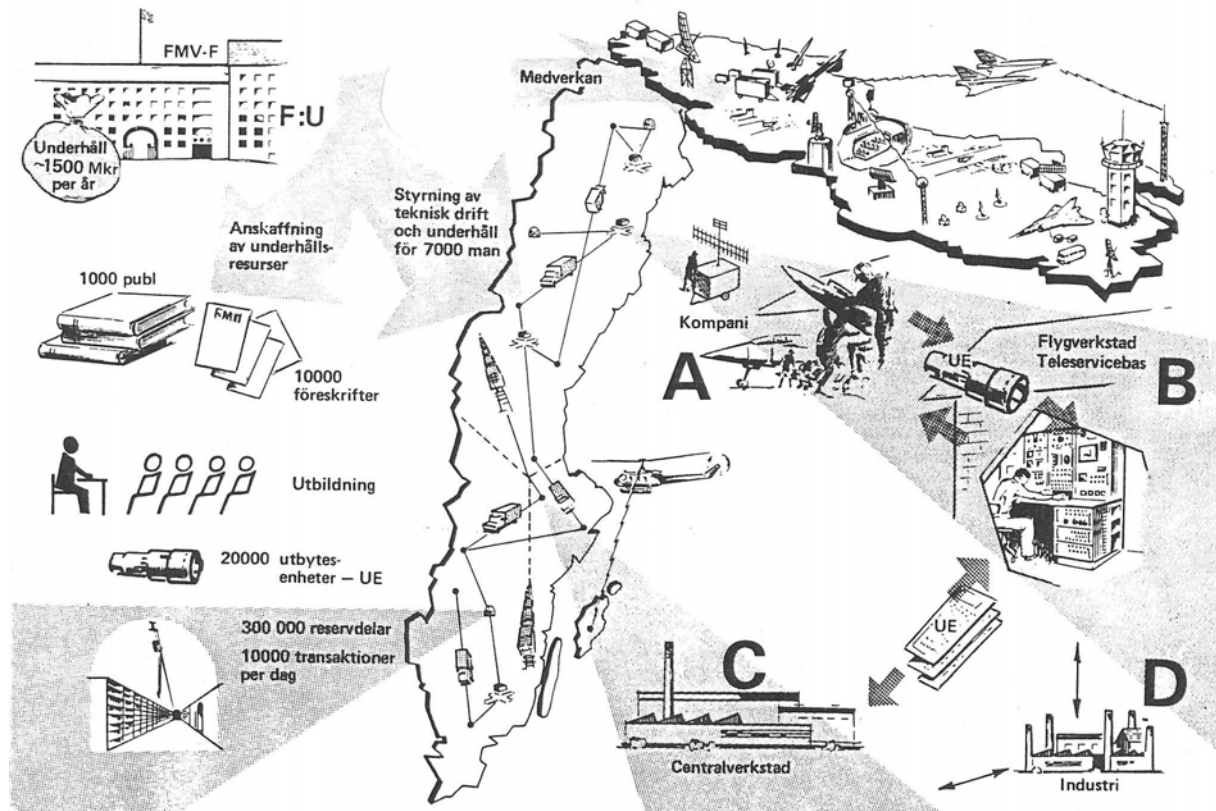 FMV-F
F:U
Underhåll
~1500 Mkr
per år
Medverkan
Anskaffning
av underhålls-
resurser
Styrning av
teknisk drift
och underhåll
för 7000 man
1000 publ
10000
föreskrifter
Utbildning
20000 utbytes-
enheter – UE
300 000 reservdelar
10000 transaktioner
per dag
Kompani
A
UE
Flygverkstad
Teleservicebas
B
UE
C
Centralverkstad
D
Industri